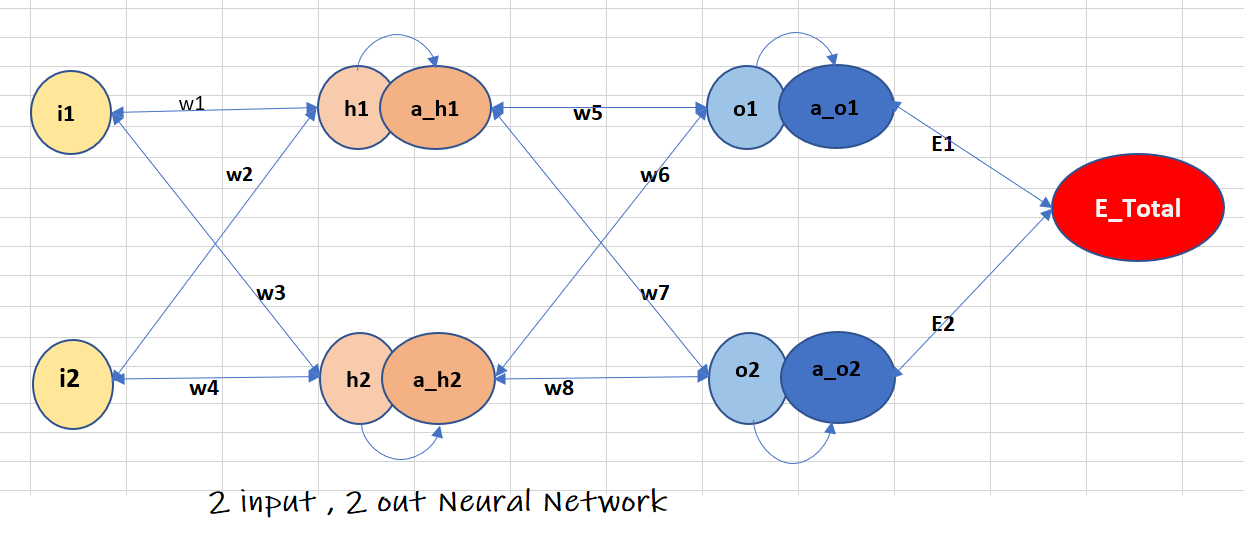 i1
w1
h1
a_h1
w5
o1
a_o1
E1
w2
w6
E_Total
w3
w7
E2
i2
w4
h2
a_h2
w8
o2
a_o2
2 input , 2 out Neural Network